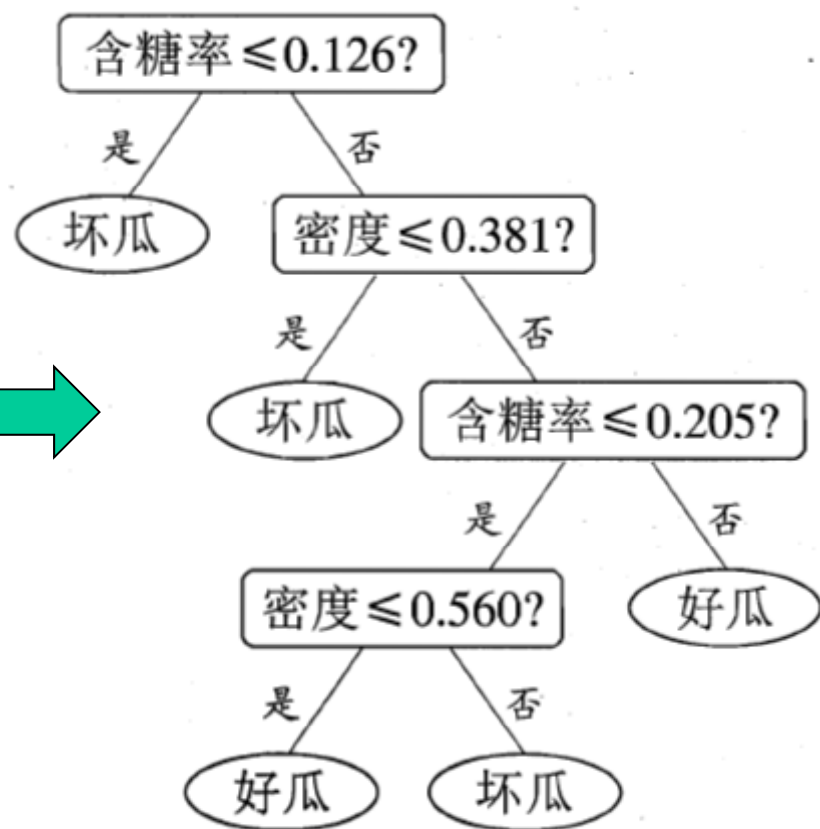 含糖率≤0.126?
是 否
坏瓜 密度≤0.381?
是 否
坏瓜 含糖率≤0.205?
是 否
密度≤0.560? 好瓜
是 否
好瓜 坏瓜